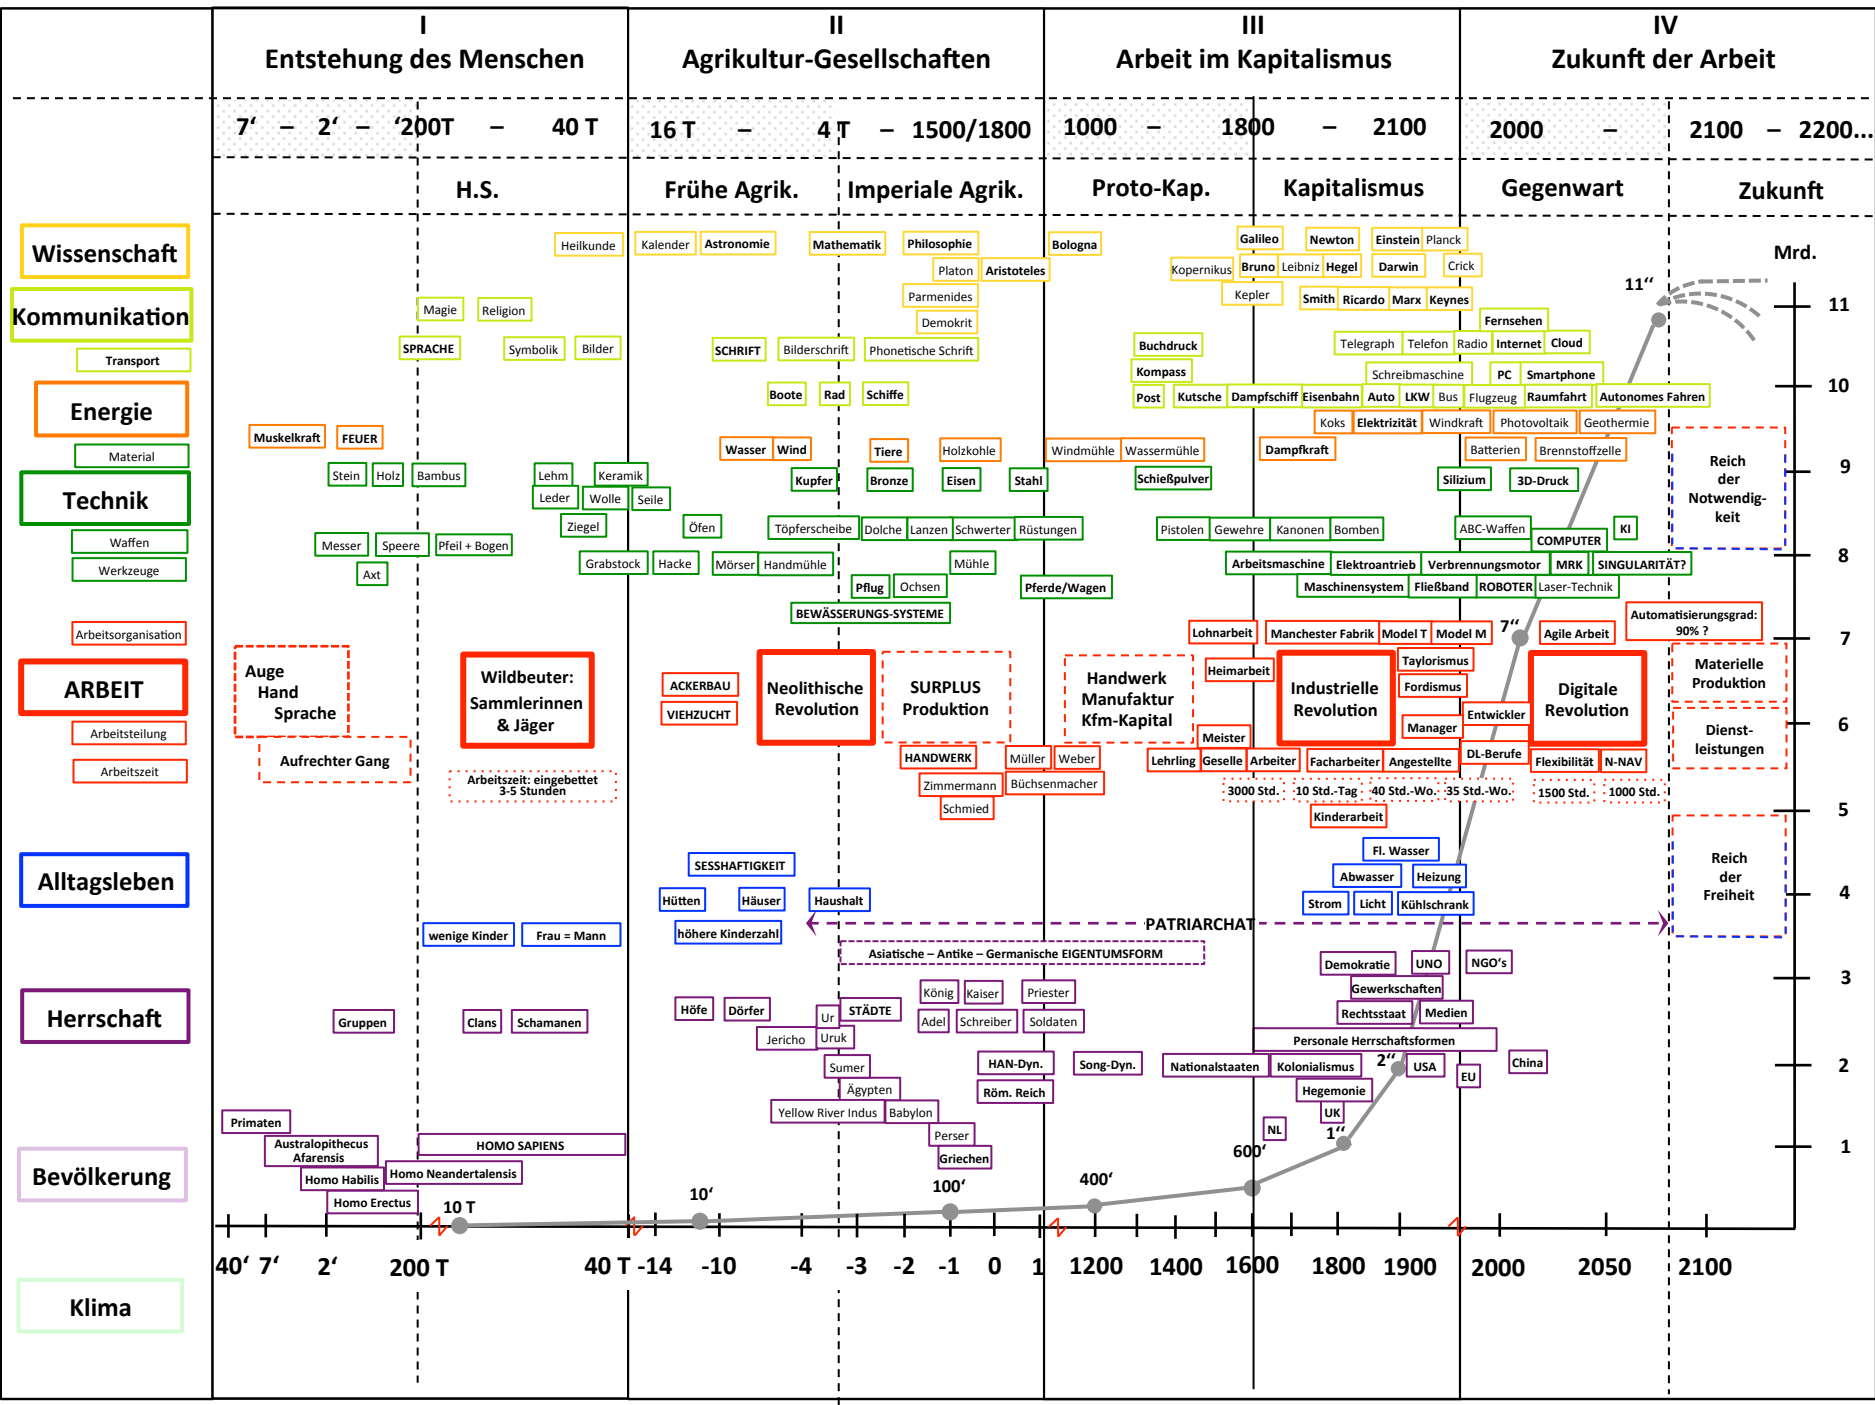 I
Entstehung des Menschen
II
Agrikultur-Gesellschaften
III
Arbeit im Kapitalismus
IV
Zukunft der Arbeit
7‘ – 2‘ – ‘200T – 40 T
16 T – 4 T – 1500/1800
1000 – 1800 – 2100
2000 – 2100 – 2200...
H.S.
Frühe Agrik.
Imperiale Agrik.
Proto-Kap.
Kapitalismus
Gegenwart
Zukunft
Wissenschaft
Heilkunde
Kalender
Astronomie
Mathematik
Philosophie
Bologna
Galileo
Newton
Einstein
Planck
Mrd.
Platon
Aristoteles
Kopernikus
Bruno
Leibniz
Hegel
Darwin
Crick
Parmenides
Kepler
Smith
Ricardo
Marx
Keynes
11‘‘
11
Kommunikation
Magie
Religion
Demokrit
Fernsehen
SPRACHE
Symbolik
Bilder
SCHRIFT
Bilderschrift
Phonetische Schrift
Buchdruck
Telegraph
Telefon
Radio
Internet
Cloud
Transport
Kompass
Schreibmaschine
PC
Smartphone
10
Boote
Rad
Schiffe
Post
Kutsche
Dampfschiff
Eisenbahn
Auto
LKW
Bus
Flugzeug
Raumfahrt
Autonomes Fahren
Energie
Koks
Elektrizität
Windkraft
Photovoltaik
Geothermie
Muskelkraft
FEUER
Wasser
Wind
Tiere
Holzkohle
Windmühle
Wassermühle
Dampfkraft
Batterien
Brennstoffzelle
Material
Stein
Holz
Bambus
Lehm
Keramik
Kupfer
Bronze
Eisen
Stahl
Schießpulver
Silizium
3D-Druck
Reich
der
Notwendig-
keit
9
Technik
Leder
Wolle
Seile
Ziegel
Öfen
Töpferscheibe
Dolche
Lanzen
Schwerter
Rüstungen
Pistolen
Gewehre
Kanonen
Bomben
ABC-Waffen
KI
Waffen
Messer
Speere
Pfeil + Bogen
COMPUTER
8
Werkzeuge
Axt
Grabstock
Hacke
Mörser
Handmühle
Mühle
Arbeitsmaschine
Elektroantrieb
Verbrennungsmotor
MRK
SINGULARITÄT?
Pflug
Ochsen
Pferde/Wagen
Maschinensystem
Fließband
ROBOTER
Laser-Technik
BEWÄSSERUNGS-SYSTEME
Automatisierungsgrad:
90% ?
Arbeitsorganisation
Lohnarbeit
Manchester Fabrik
Model T
Model M
7‘‘
Agile Arbeit
7
ARBEIT
Auge
Hand
Sprache
Wildbeuter:
Sammlerinnen
& Jäger
ACKERBAU
VIEHZUCHT
Neolithische
Revolution
SURPLUS
Produktion
Handwerk
Manufaktur
Kfm-Kapital
Heimarbeit
Industrielle
Revolution
Taylorismus
Fordismus
Digitale
Revolution
Materielle
Produktion
Entwickler
Manager
6
Arbeitsteilung
Meister
Dienst-
leistungen
Aufrechter Gang
HANDWERK
Müller
Weber
Lehrling
Geselle
Arbeiter
Facharbeiter
Angestellte
DL-Berufe
Flexibilität
N-NAV
Arbeitszeit
Arbeitszeit: eingebettet
3-5 Stunden
Zimmermann
Büchsenmacher
3000 Std.
10 Std.-Tag
40 Std.-Wo.
35 Std.-Wo.
1500 Std.
1000 Std.
Schmied
Kinderarbeit
5
Alltagsleben
SESSHAFTIGKEIT
Fl. Wasser
Abwasser
Heizung
Reich
der
Freiheit
Hütten
Häuser
Haushalt
Strom
Licht
Kühlschrank
4
PATRIARCHAT
wenige Kinder
Frau = Mann
höhere Kinderzahl
Asiatische – Antike – Germanische EIGENTUMSFORM
Demokratie
UNO
NGO‘s
Gewerkschaften
3
Herrschaft
König
Kaiser
Priester
Höfe
Dörfer
Ur
STÄDTE
Rechtsstaat
Medien
Gruppen
Clans
Schamanen
Adel
Schreiber
Soldaten
Jericho
Uruk
Personale Herrschaftsformen
Sumer
HAN-Dyn.
Song-Dyn.
Nationalstaaten
Kolonialismus
2‘‘
USA
EU
China
2
Ägypten
Röm. Reich
Hegemonie
Yellow River Indus
Babylon
UK
Primaten
NL
1‘‘
Perser
Australopithecus
Afarensis
HOMO SAPIENS
Griechen
600‘
1
Bevölkerung
Homo Habilis
Homo Neandertalensis
Homo Erectus
10 T
10‘
100‘
400‘
40‘ 7‘ 2‘ 200 T 40 T -14 -10 -4 -3 -2 -1 0 1 1200 1400 1600 1800 1900 2000 2050 2100
Klima